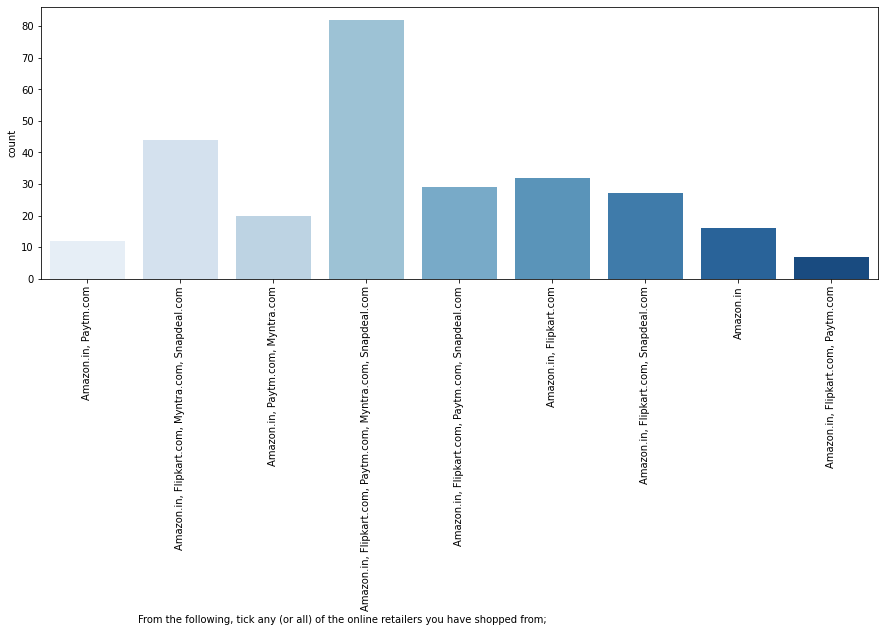 80
70
60
50
40
30
20
10
0
count
Amazon.in, Paytm.com
Amazon.in, Flipkart.com, Myntra.com, Snapdeal.com
Amazon.in, Paytm.com, Myntra.com
Amazon.in, Flipkart.com, Paytm.com, Myntra.com, Snapdeal.com
Amazon.in, Flipkart.com, Paytm.com, Snapdeal.com
Amazon.in, Flipkart.com
Amazon.in, Flipkart.com, Snapdeal.com
Amazon.in
Amazon.in, Flipkart.com, Paytm.com
From the following, tick any (or all) of the online retailers you have shopped from;